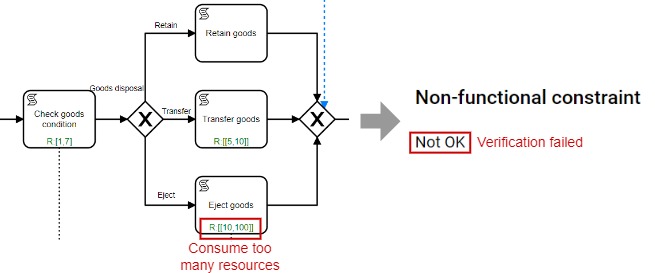 Retain
Retain goods
Goods disposal
Check goods
condition
R:[1,7]
X
Transfer
Transfer goods
R:[[5,10]]
X
Eject
Eject goods
R:[[10,100]]
Consume too
many resources
Non-functional constraint
Not OK Verification failed